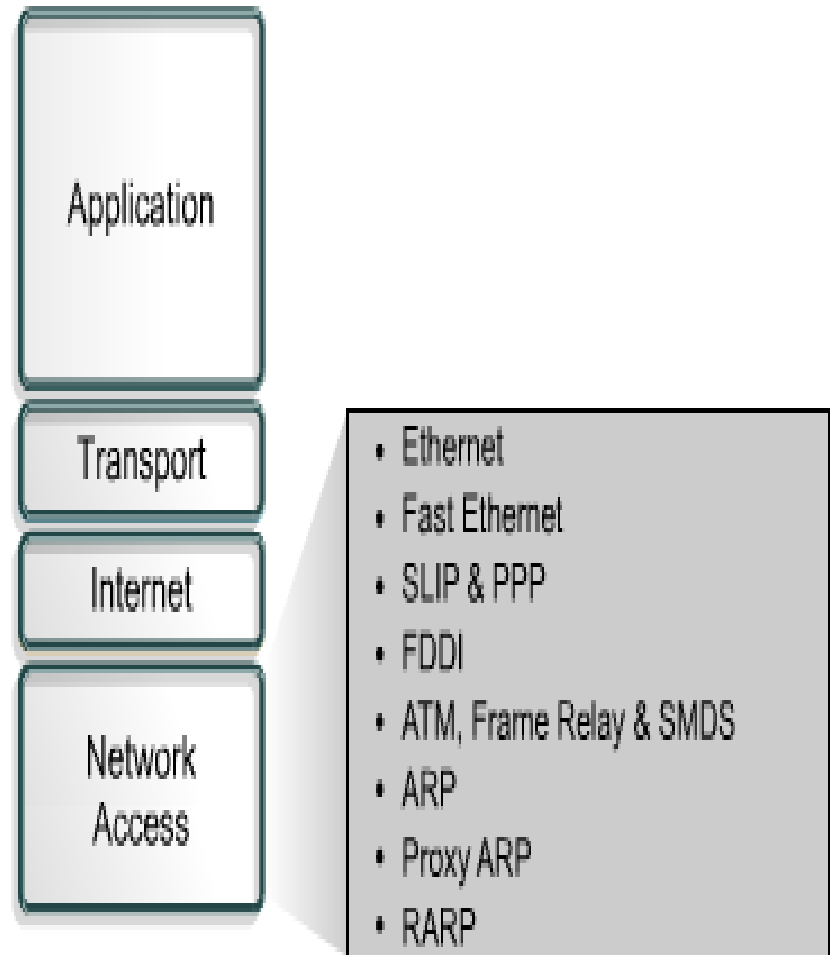 Application
Transport
Internet
Network
Access
• Ethernet
• Fast Ethernet
• SLIP & PPP
• FDDI
• ATM, Frame Relay & SMDS
• ARP
• Proxy ARP
• RARP